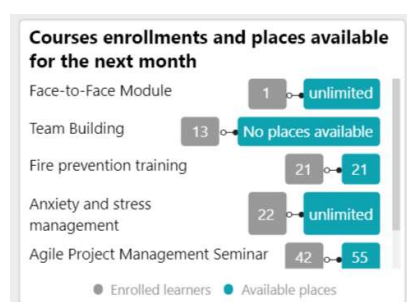 Courses enrollments and places available
for the next month
Face-to-Face Module 1 unlimited
Team Building 13 No places available
Fire prevention training 21 21
Anxiety and stress
management 22 unlimited
Agile Project Management Seminar 42 55
Enrolled learners Available places